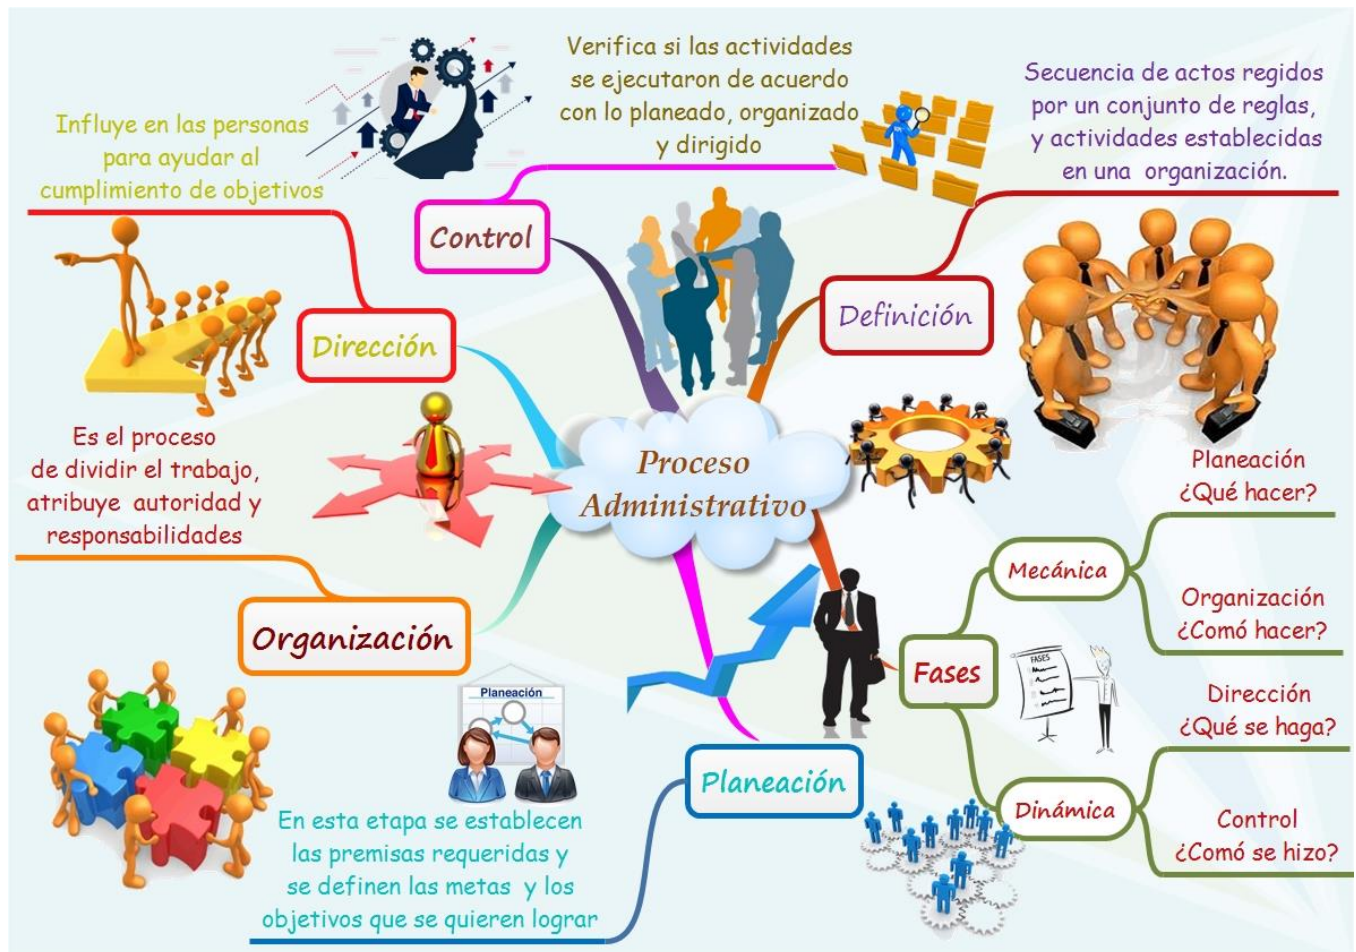 Proceso
Administrativo
Definición
Secuencia de actos regidos
por un conjunto de reglas,
y actividades establecidas
en una organización.
Fases
Mecánica
Planeación
¿Qué hacer?
Organización
¿Comó hacer?
Dinámica
Dirección
¿Qué se haga?
Control
¿Comó se hizo?
FASES
Planeación
En esta etapa se establecen
las premisas requeridas y
se definen las metas y los
objetivos que se quieren lograr
Planeación
Organización
Es el proceso
de dividir el trabajo,
atribuye autoridad y
responsabilidades
Dirección
Influye en las personas
para ayudar al
cumplimiento de objetivos
Control
Verifica si las actividades
se ejecutaron de acuerdo
con lo planeado, organizado
y dirigido